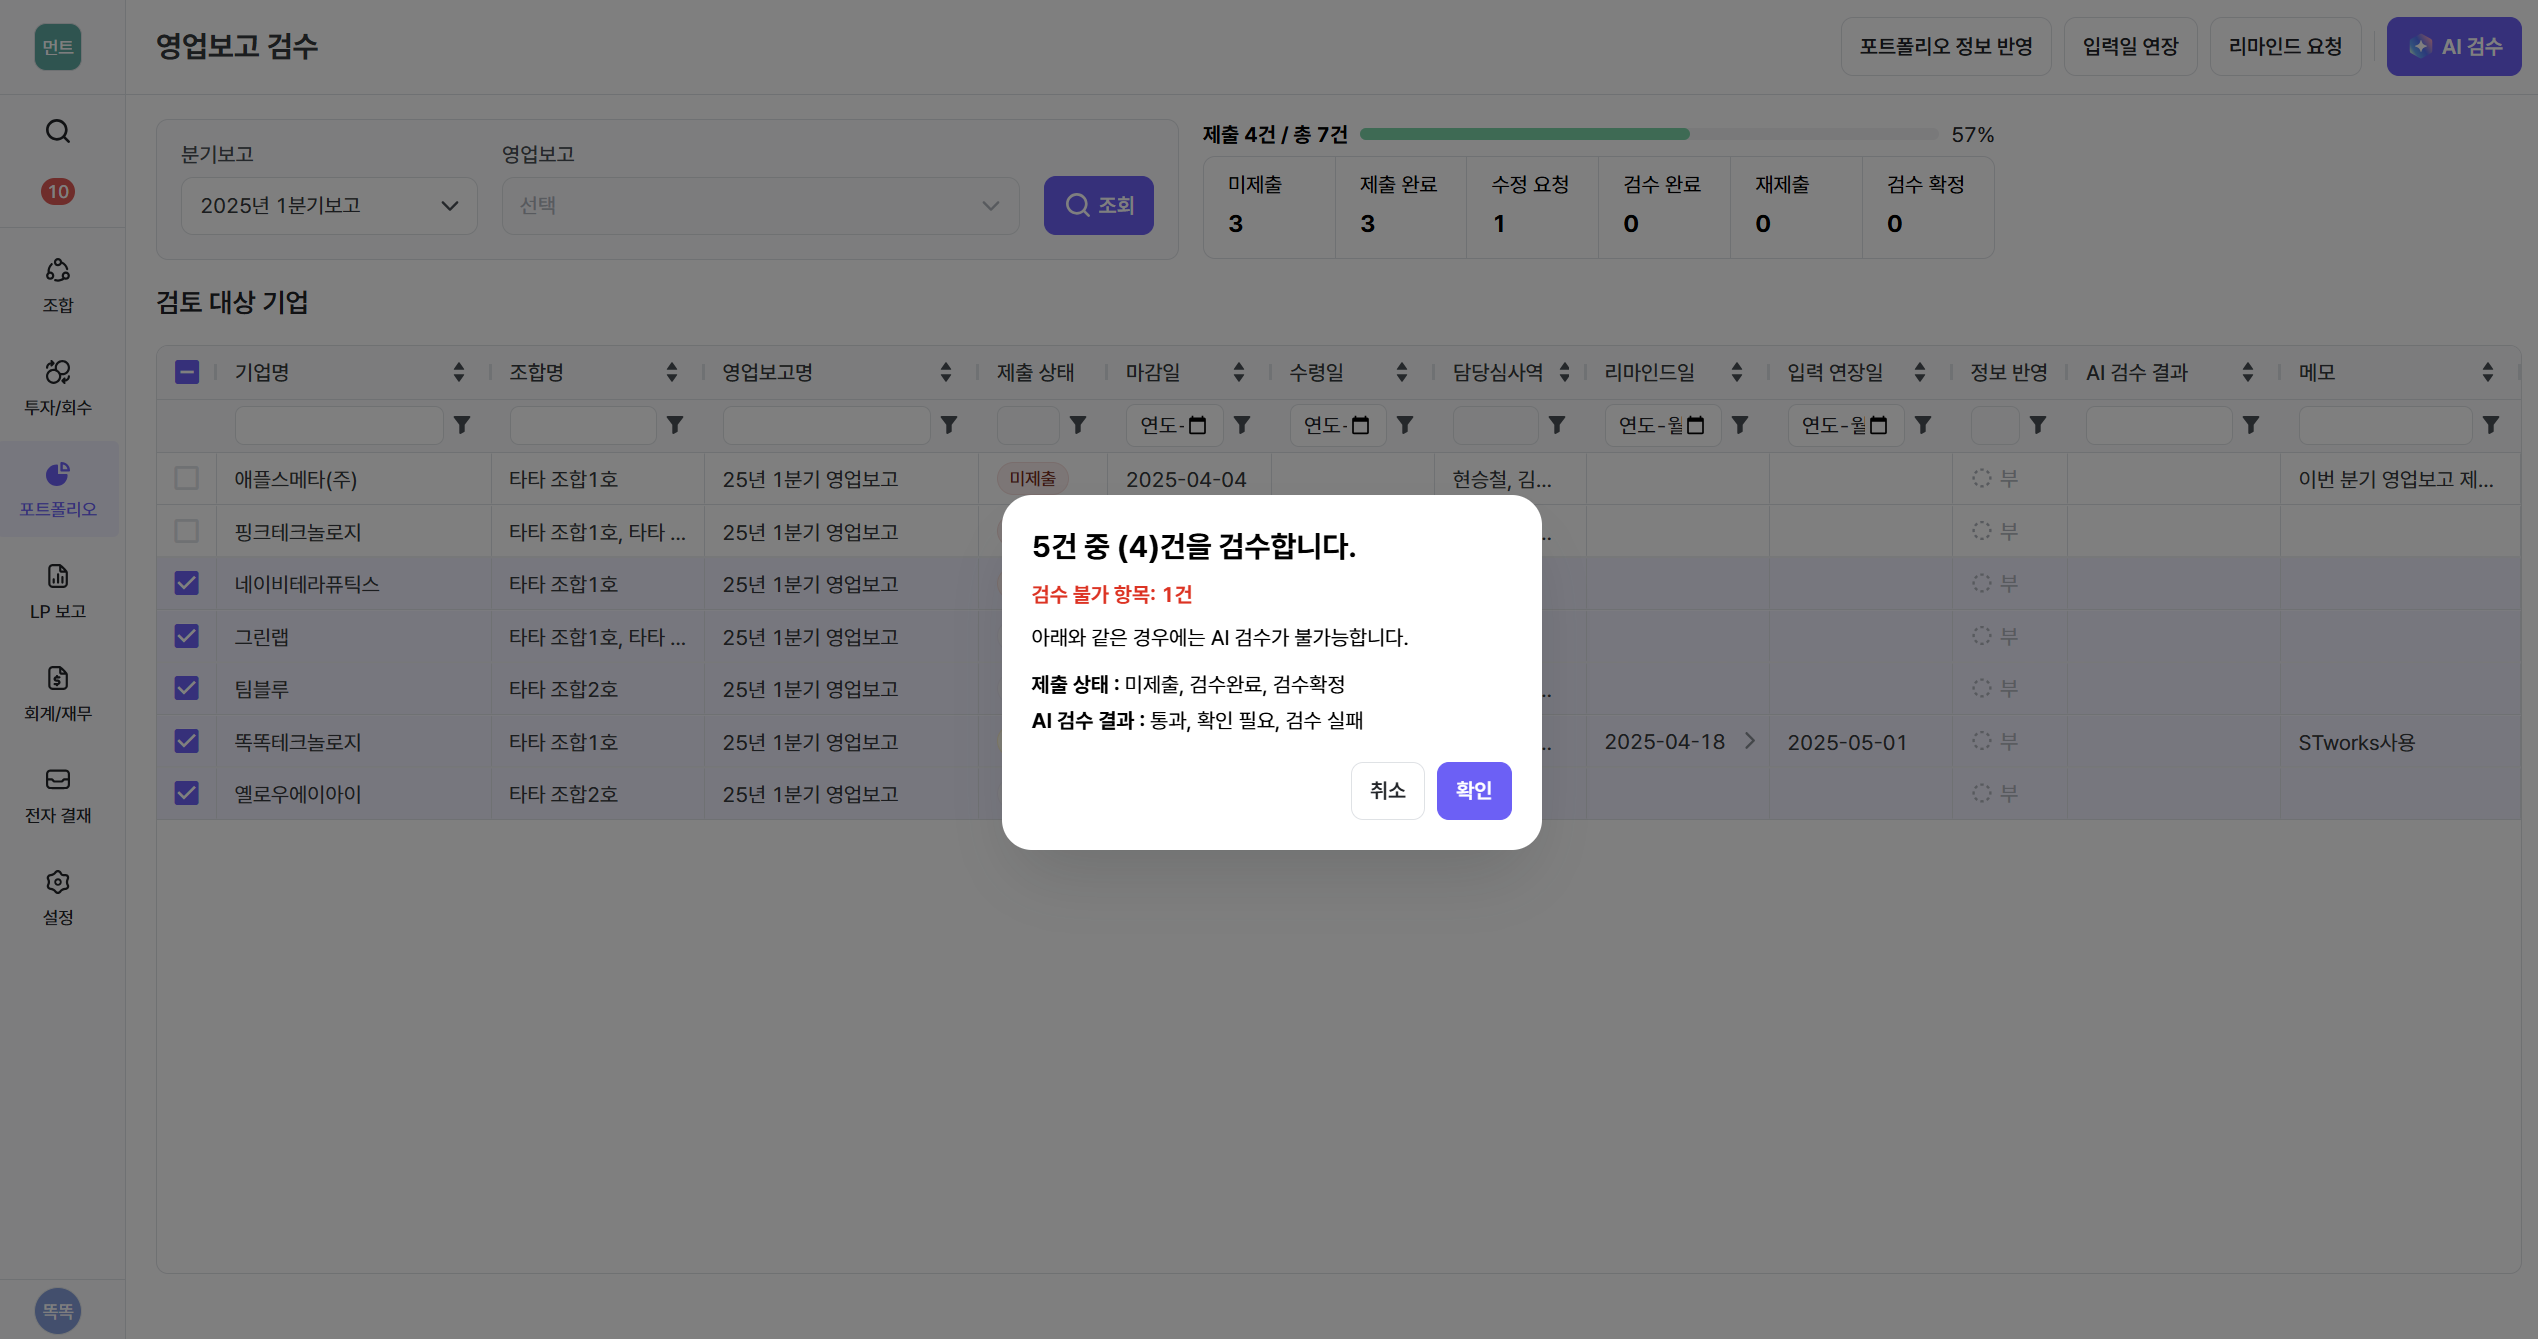 먼트
영업보고 검수
포트폴리오 정보 반영
입력일 연장
리마인드 요청
AI 검수
10
조합
투자/회수
포트폴리오
LP 보고
회계/재무
전자 결재
설정
똑똑
분기보고
영업보고
2025년 1분기보고
선택
조회
제출 4건 / 총 7건
57%
미제출 제출 완료 수정 요청 검수 완료 재제출 검수 확정
3 3 1 0 0 0
검토 대상 기업
기업명 조합명 영업보고명 제출 상태 마감일 수령일 담당심사역 리마인드일 입력 연장일 정보 반영 AI 검수 결과 메모
연도- 연도- 연도-월 연도-월
애플스메타(주) 타타 조합1호 25년 1분기 영업보고 미제출 2025-04-04 현승철, 김... 부 이번 분기 영업보고 제...
핑크테크놀로지 타타 조합1호, 타타 ... 25년 1분기 영업보고 부
네이비테라퓨틱스 타타 조합1호 25년 1분기 영업보고 부
그린랩 타타 조합1호, 타타 ... 25년 1분기 영업보고 부
팀블루 타타 조합2호 25년 1분기 영업보고 부
똑똑테크놀로지 타타 조합1호 25년 1분기 영업보고 2025-04-18 2025-05-01 부 STworks사용
옐로우에이아이 타타 조합2호 25년 1분기 영업보고 부
5건 중 (4)건을 검수합니다.
검수 불가 항목: 1건
아래와 같은 경우에는 AI 검수가 불가능합니다.
제출 상태 : 미제출, 검수완료, 검수확정
AI 검수 결과 : 통과, 확인 필요, 검수 실패
취소
확인